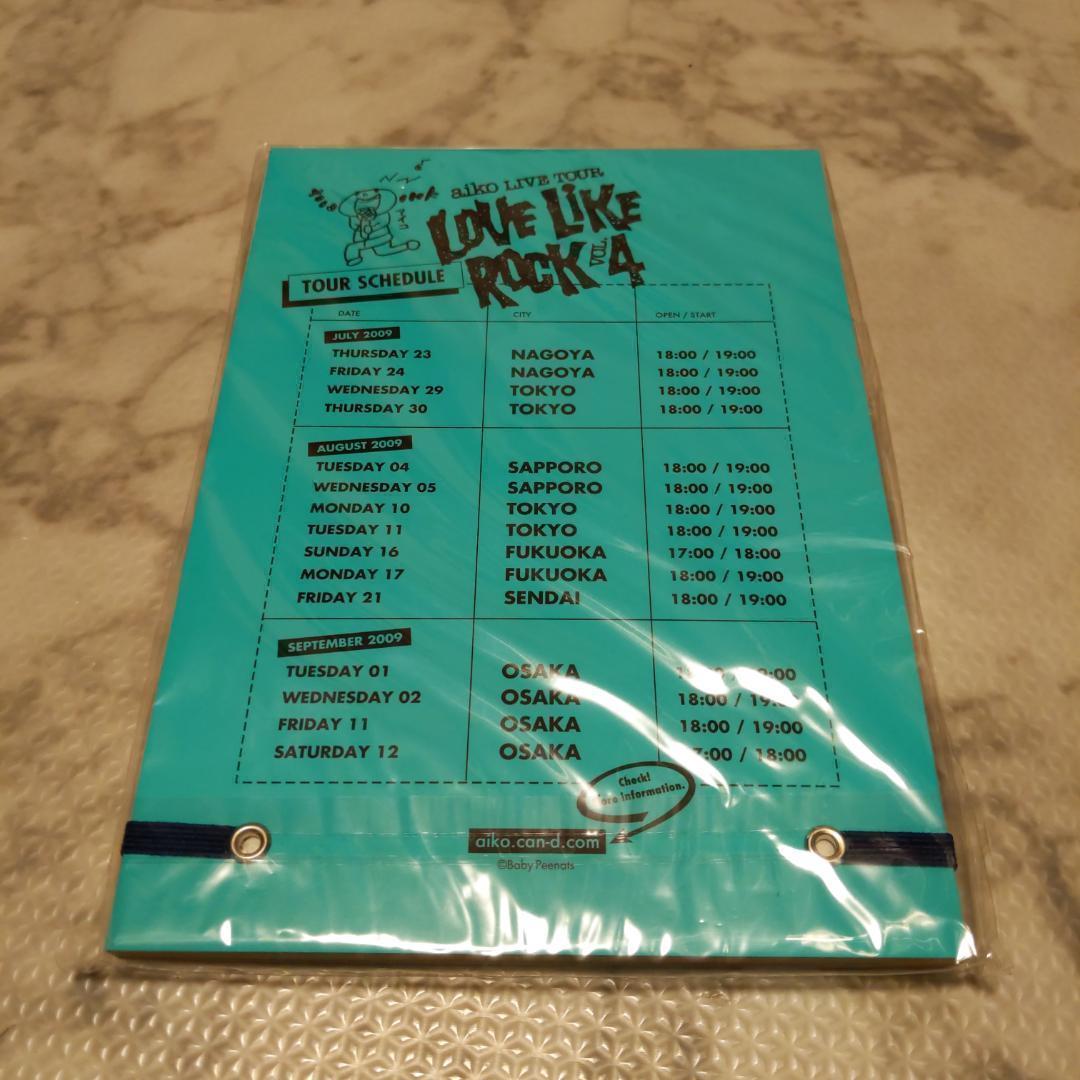 aiko LIVE TOUR
LOVE LIKE
ROCK VOL. 4
TOUR SCHEDULE
DATE CITY OPEN / START
JULY 2009
THURSDAY 23 NAGOYA 18:00 / 19:00
FRIDAY 24 NAGOYA 18:00 / 19:00
WEDNESDAY 29 TOKYO 18:00 / 19:00
THURSDAY 30 TOKYO 18:00 / 19:00
AUGUST 2009
TUESDAY 04 SAPPORO 18:00 / 19:00
WEDNESDAY 05 SAPPORO 18:00 / 19:00
MONDAY 10 TOKYO 18:00 / 19:00
TUESDAY 11 TOKYO 18:00 / 19:00
SUNDAY 16 FUKUOKA 17:00 / 18:00
MONDAY 17 FUKUOKA 18:00 / 19:00
FRIDAY 21 SENDAI 18:00 / 19:00
SEPTEMBER 2009
TUESDAY 01 OSAKA
WEDNESDAY 02 OSAKA 18:00 /
FRIDAY 11 OSAKA 18:00 / 19:00
SATURDAY 12 OSAKA / 18:00
Check!
information.
aiko.can-d.com
©Baby Peenats